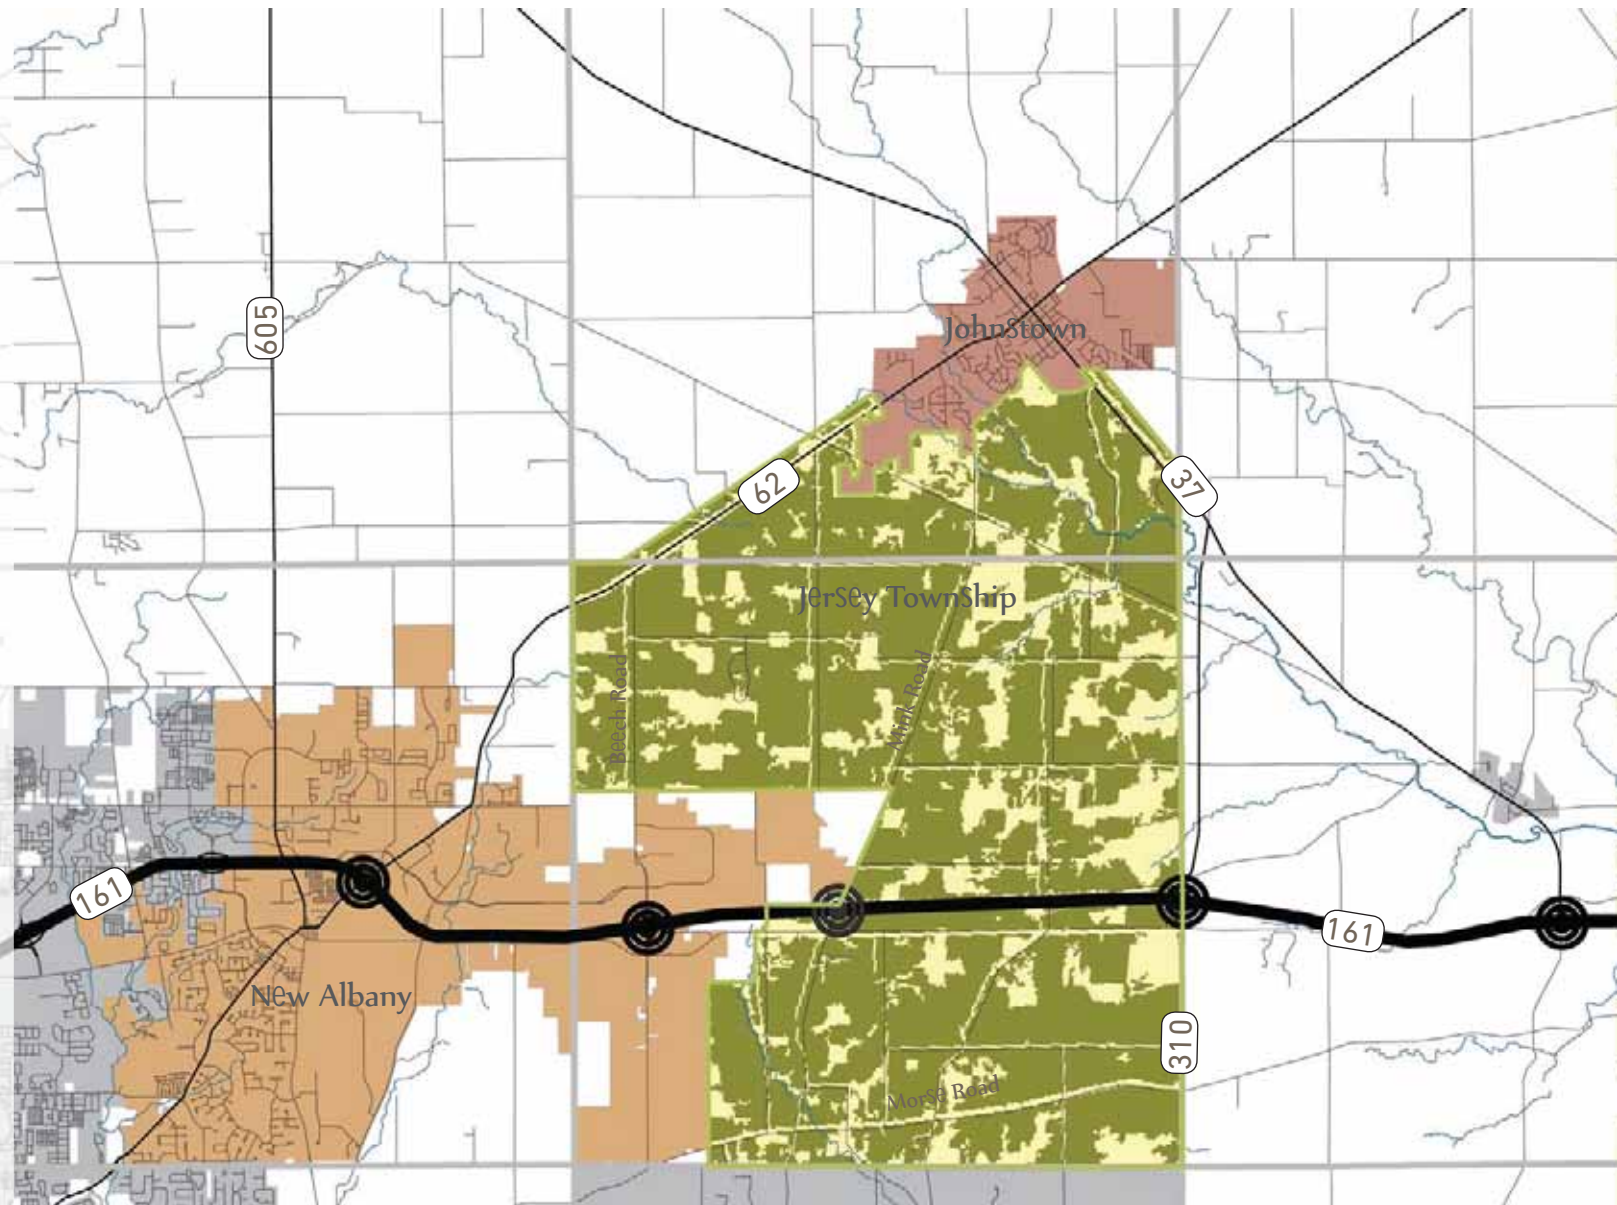 605
JohnStown
62
37
JerSey TownShip
Beech Road
Mink Road
161
161
New Albany
310
MorSe Road